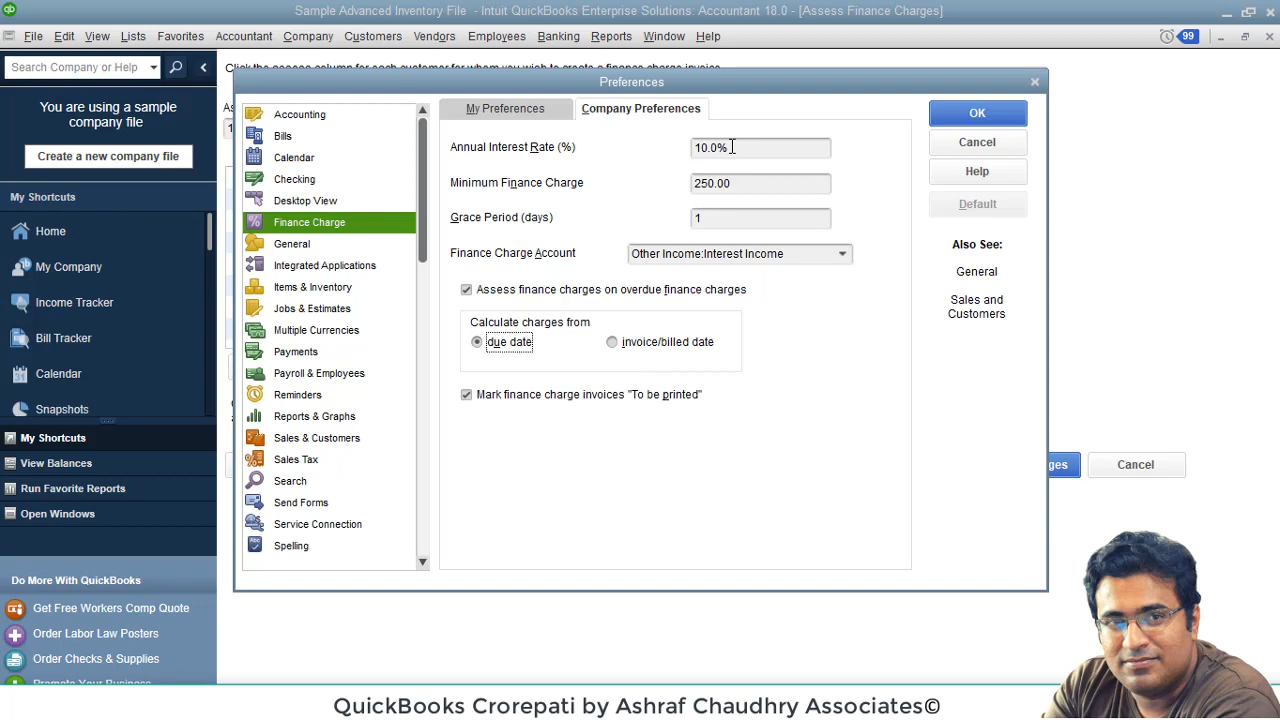 Sample Advanced Inventory File - Intuit QuickBooks Enterprise Solutions: Accountant 18.0 - [Assess Finance Charges]
File Edit View Lists Favorites Accountant Company Customers Vendors Employees Banking Reports Window Help
99
Search Company or Help
You are using a sample
company file
Create a new company file
My Shortcuts
Home
My Company
Income Tracker
Bill Tracker
Calendar
Snapshots
My Shortcuts
View Balances
Run Favorite Reports
Open Windows
Do More With QuickBooks
Get Free Workers Comp Quote
Order Labor Law Posters
Order Checks & Supplies
Preferences
Accounting
Bills
Calendar
Checking
Desktop View
Finance Charge
General
Integrated Applications
Items & Inventory
Jobs & Estimates
Multiple Currencies
Payments
Payroll & Employees
Reminders
Reports & Graphs
Sales & Customers
Sales Tax
Search
Send Forms
Service Connection
Spelling
My Preferences
Company Preferences
Annual Interest Rate (%)
10.0%
Minimum Finance Charge
250.00
Grace Period (days)
1
Finance Charge Account
Other Income:Interest Income
Assess finance charges on overdue finance charges
Calculate charges from
due date
invoice/billed date
Mark finance charge invoices "To be printed"
OK
Cancel
Help
Default
Also See:
General
Sales and
Customers
ges
Cancel
QuickBooks Crorepati by Ashraf Chaudhry Associates©